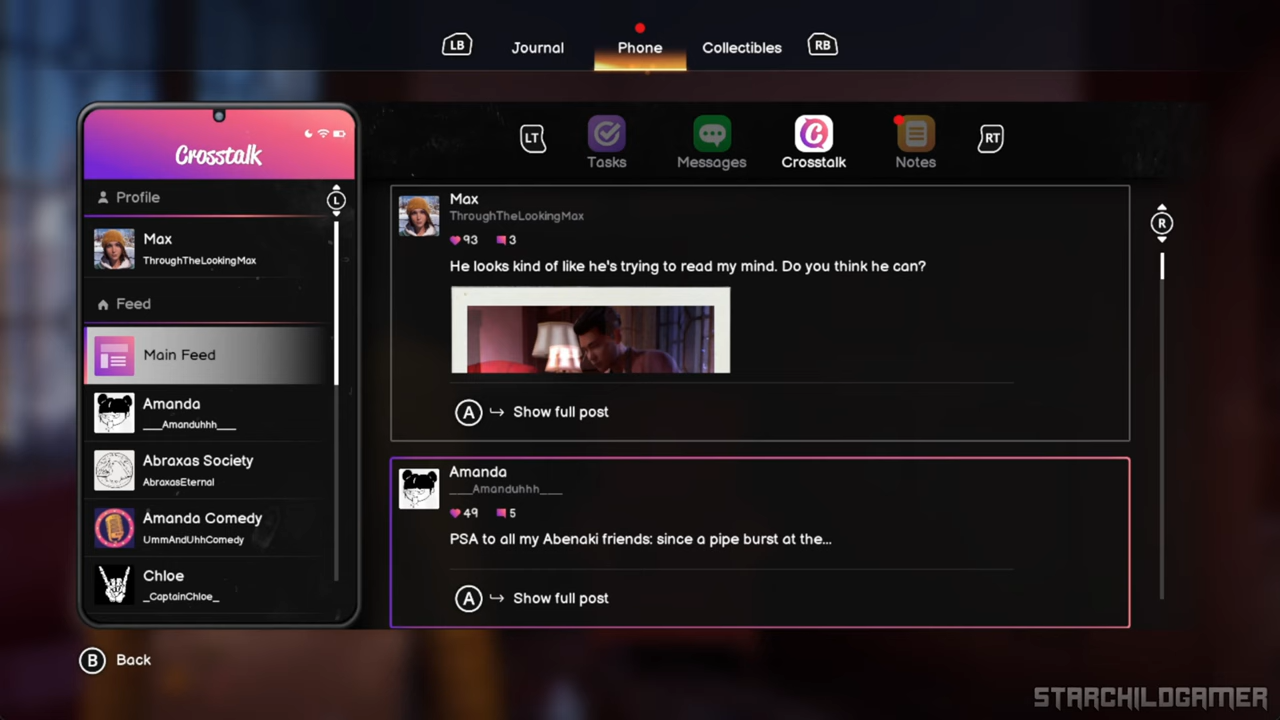 LB Journal Phone Collectibles RB
LT Tasks Messages Crosstalk Notes RT
Crosstalk
Profile
L
Max
ThroughTheLookingMax
Feed
Main Feed
Amanda
___Amanduhhh___
Abraxas Society
AbraxasEternal
Amanda Comedy
UmmAndUhhComedy
Chloe
_CaptainChloe_
Max
ThroughTheLookingMax
93 3
He looks kind of like he's trying to read my mind. Do you think he can?
A Show full post
R
Amanda
___Amanduhhh___
49 5
PSA to all my Abenaki friends: since a pipe burst at the...
A Show full post
B Back
STARCHILDGAMER